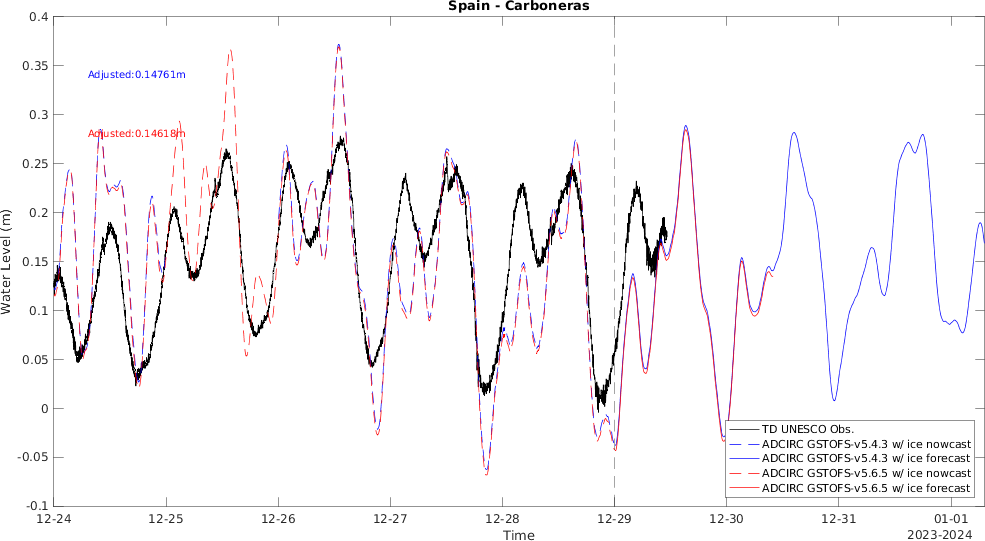 Spain - Carboneras
0.4
0.35
0.3
0.25
0.2
0.15
0.1
0.05
0
-0.05
-0.1
Water Level (m)
Adjusted:0.14761m
Adjusted:0.14618m
TD UNESCO Obs.
ADCIRC GSTOFS-v5.4.3 w/ ice nowcast
ADCIRC GSTOFS-v5.4.3 w/ ice forecast
ADCIRC GSTOFS-v5.6.5 w/ ice nowcast
ADCIRC GSTOFS-v5.6.5 w/ ice forecast
12-24 12-25 12-26 12-27 12-28 12-29 12-30 12-31 01-01
Time
2023-2024